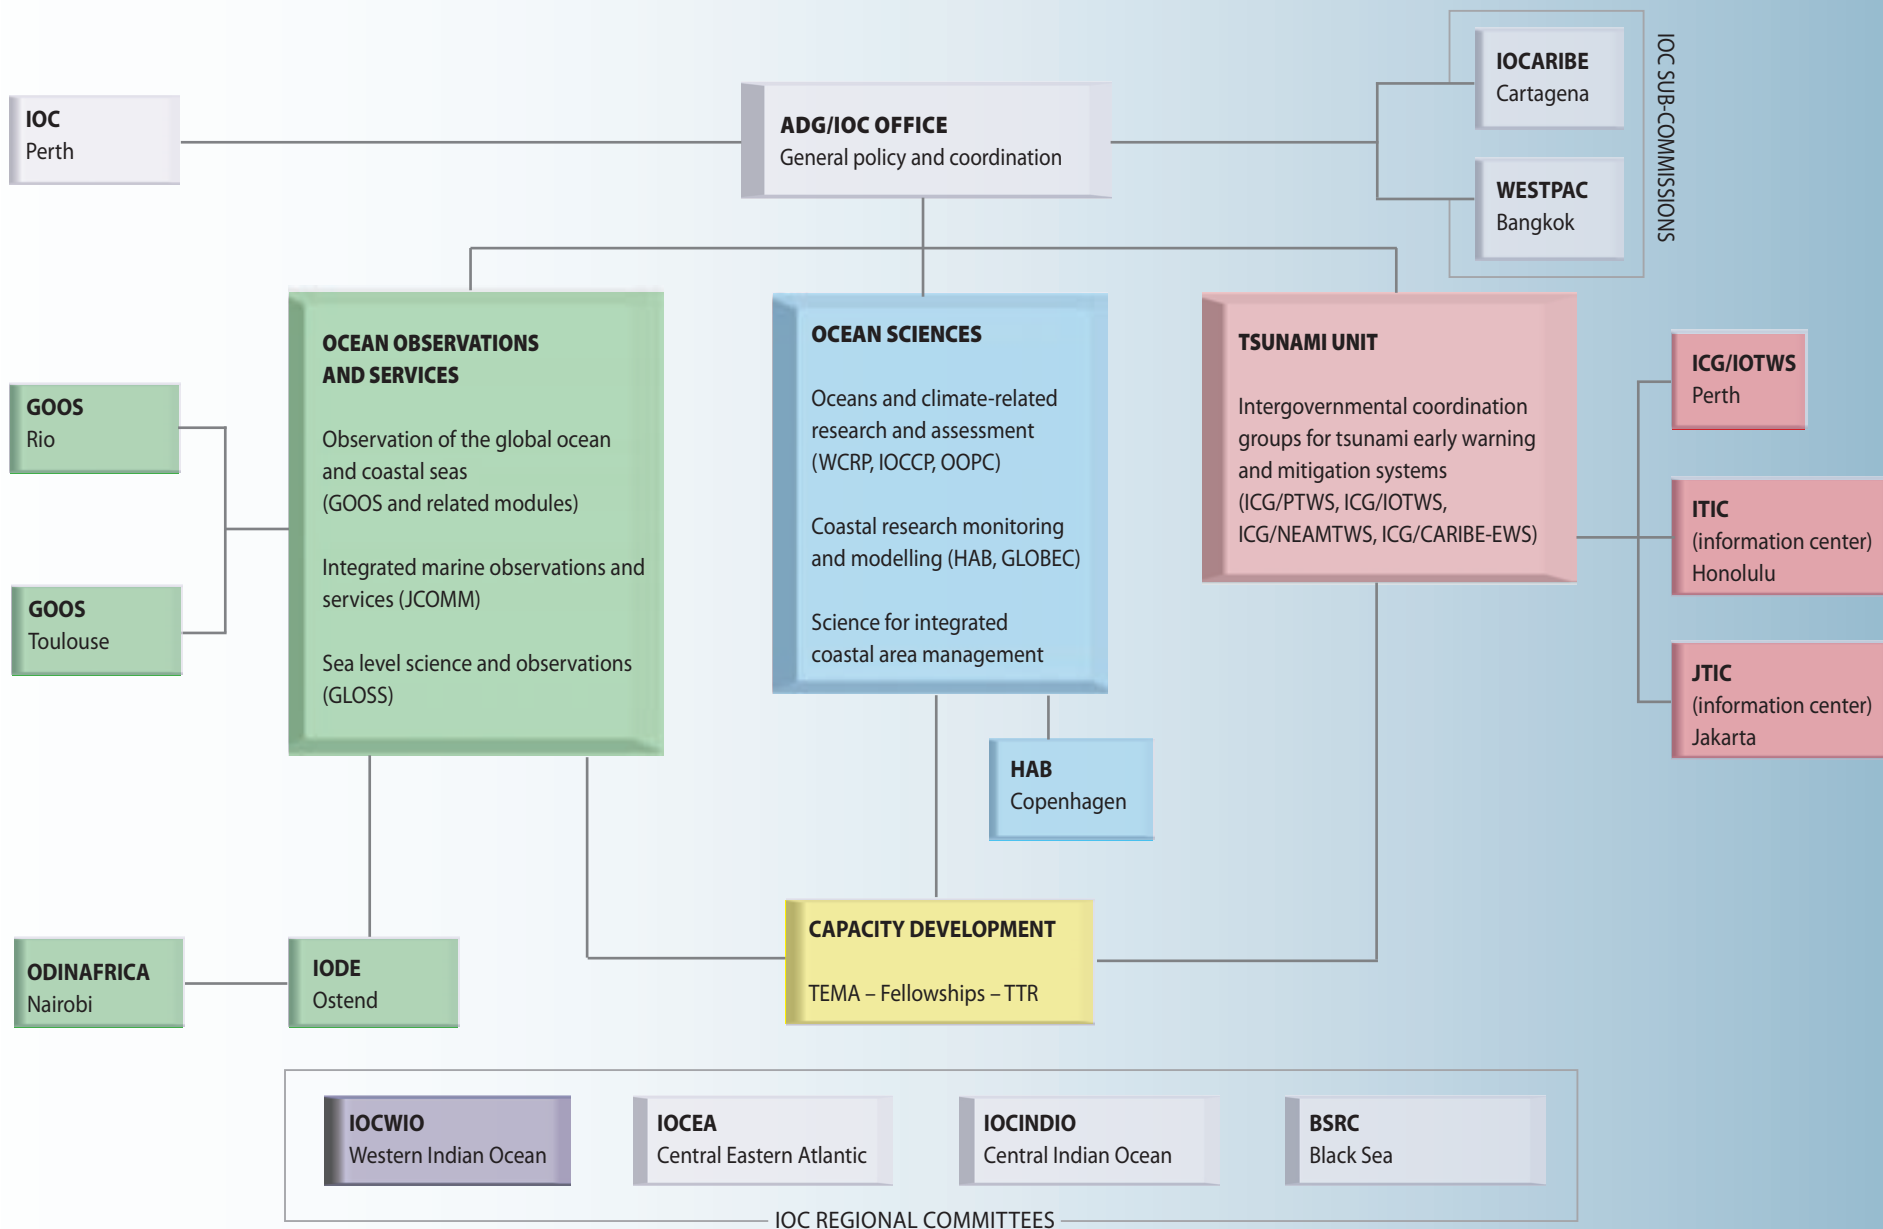 IOC
Perth
ADG/IOC OFFICE
General policy and coordination
IOCARIBE
Cartagena
WESTPAC
Bangkok
IOC SUB-COMMISSIONS
OCEAN OBSERVATIONS
AND SERVICES
Observation of the global ocean
and coastal seas
(GOOS and related modules)
Integrated marine observations and
services (JCOMM)
Sea level science and observations
(GLOSS)
OCEAN SCIENCES
Oceans and climate-related
research and assessment
(WCRP, IOCCP, OOPC)
Coastal research monitoring
and modelling (HAB, GLOBEC)
Science for integrated
coastal area management
TSUNAMI UNIT
Intergovernmental coordination
groups for tsunami early warning
and mitigation systems
(ICG/PTWS, ICG/IOTWS,
ICG/NEAMTWS, ICG/CARIBE-EWS)
GOOS
Rio
GOOS
Toulouse
ICG/IOTWS
Perth
ITIC
(information center)
Honolulu
JTIC
(information center)
Jakarta
HAB
Copenhagen
CAPACITY DEVELOPMENT
TEMA – Fellowships – TTR
ODINAFRICA
Nairobi
IODE
Ostend
IOCWIO
Western Indian Ocean
IOCEA
Central Eastern Atlantic
IOCINDIO
Central Indian Ocean
BSRC
Black Sea
IOC REGIONAL COMMITTEES